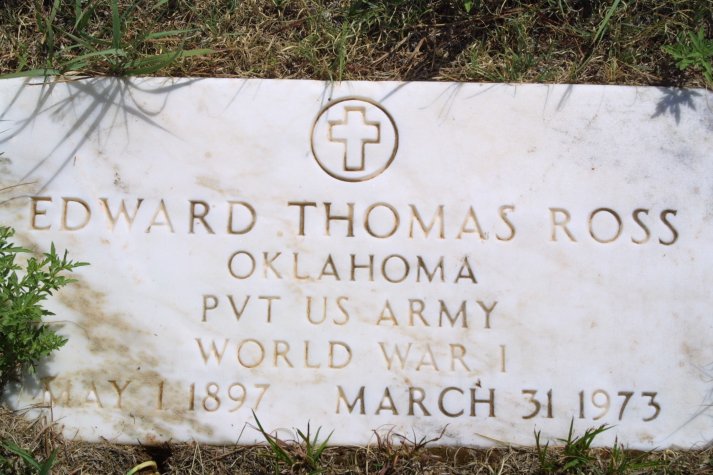 EDWARD THOMAS ROSS
OKLAHOMA
PVT US ARMY
WORLD WAR I
MAY 1 1897 MARCH 31 1973